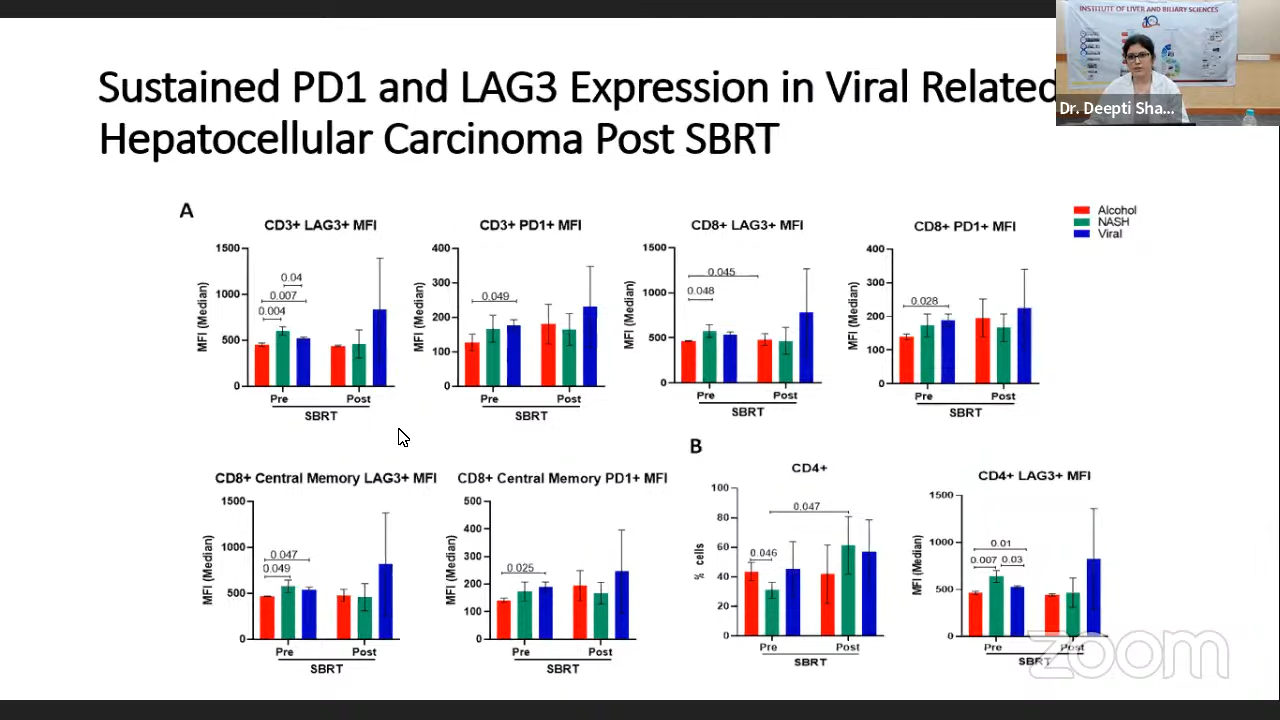 Sustained PD1 and LAG3 Expression in Viral Related
Hepatocellular Carcinoma Post SBRT
INSTITUTE OF LIVER AND BILIARY SCIENCES
Dr. Deepti Sha...
A
Alcohol
NASH
Viral
CD3+ LAG3+ MFI
MFI (Median)
1500
1000
500
0
0.04
0.007
0.004
Pre
Post
SBRT
CD3+ PD1+ MFI
MFI (Median)
400
300
200
100
0
0.049
Pre
Post
SBRT
CD8+ LAG3+ MFI
MFI (Median)
1500
1000
500
0
0.045
0.048
Pre
Post
SBRT
CD8+ PD1+ MFI
MFI (Median)
400
300
200
100
0
0.028
Pre
Post
SBRT
CD8+ Central Memory LAG3+ MFI
MFI (Median)
1500
1000
500
0
0.047
0.049
Pre
Post
SBRT
CD8+ Central Memory PD1+ MFI
MFI (Median)
500
400
300
200
100
0
0.025
Pre
Post
SBRT
B
CD4+
% cells
100
80
60
40
20
0
0.047
0.046
Pre
Post
SBRT
CD4+ LAG3+ MFI
MFI (Median)
1500
1000
500
0
0.01
0.007
0.03
Pre
Post
SBRT
zoom